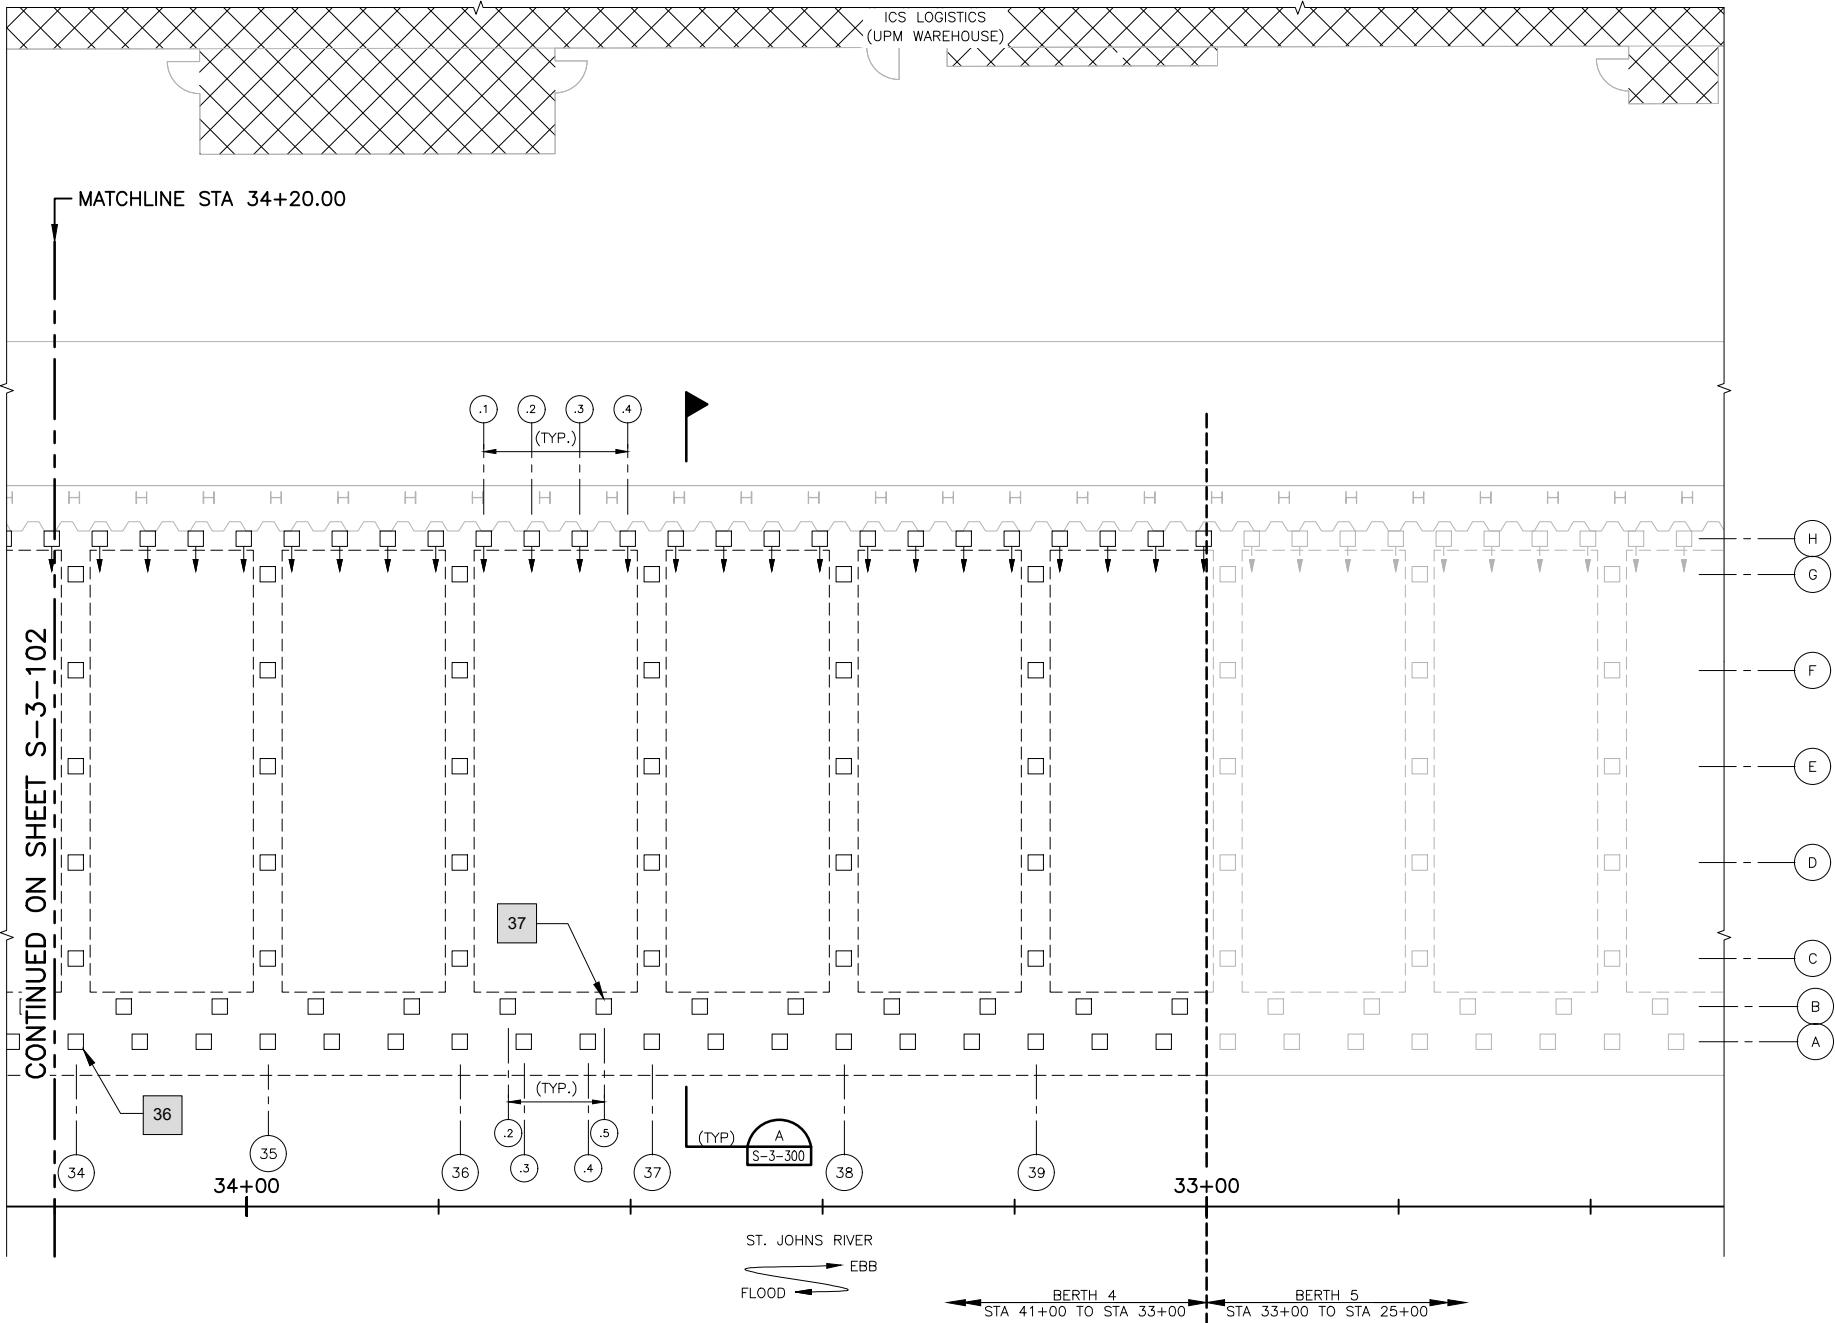 ICS LOGISTICS
(UPM WAREHOUSE)
MATCHLINE STA 34+20.00
.1 .2 .3 .4
(TYP.)
CONTINUED ON SHEET S-3-102
H
G
F
E
D
C
B
A
37
36
(TYP.)
.2 .5
.3 .4
(TYP) A
S-3-300
34 35 36 37 38 39
34+00 33+00
ST. JOHNS RIVER
EBB
FLOOD
BERTH 4
STA 41+00 TO STA 33+00
BERTH 5
STA 33+00 TO STA 25+00